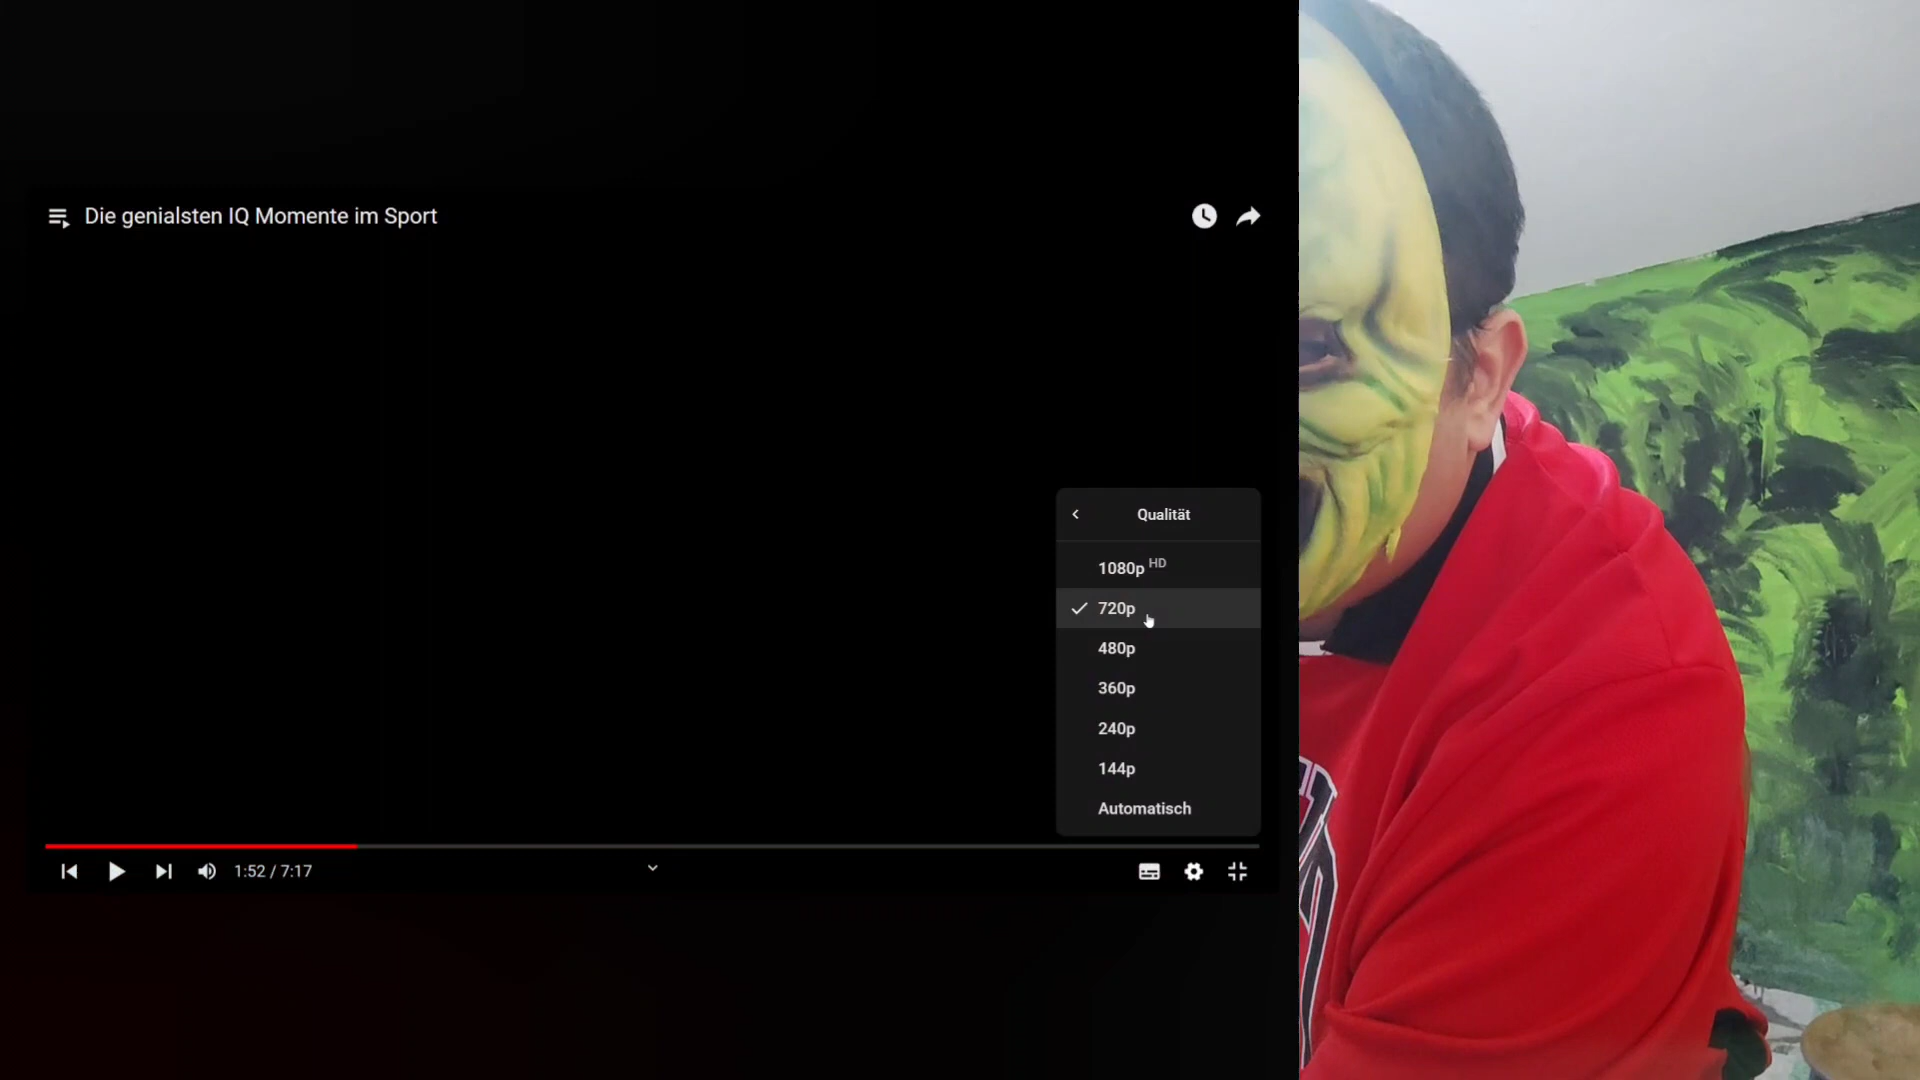 Die genialsten IQ Momente im Sport
Qualität
1080p HD
720p
480p
360p
240p
144p
Automatisch
1:52 / 7:17